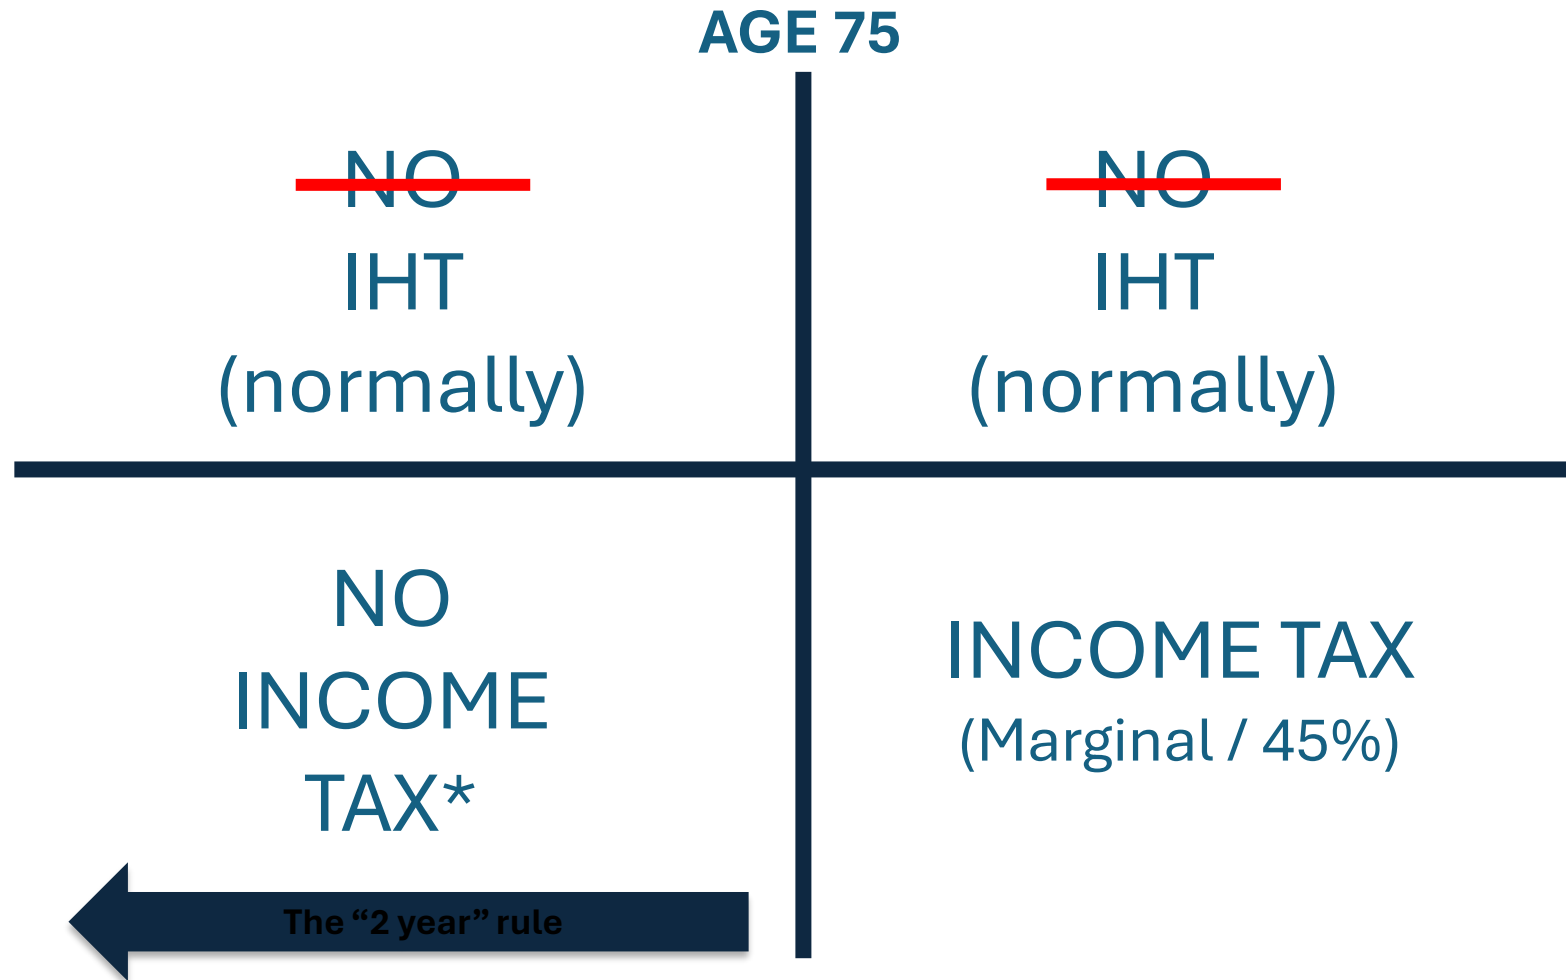 AGE 75
NO
IHT
(normally)
NO
IHT
(normally)
NO
INCOME
TAX*
INCOME TAX
(Marginal / 45%)
The “2 year” rule